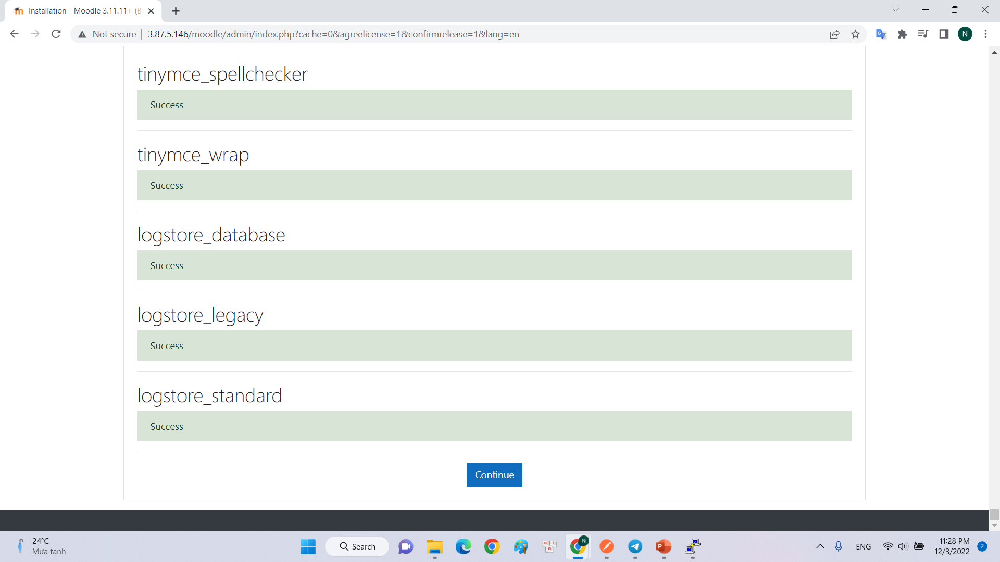 Installation - Moodle 3.11.11+ (B
Not secure
3.87.5.146/moodle/admin/index.php?cache=0&agreelicense=1&confirmrelease=1&lang=en
N
tinymce_spellchecker
Success
tinymce_wrap
Success
logstore_database
Success
logstore_legacy
Success
logstore_standard
Success
Continue
24°C
Mưa tạnh
Search
N
ENG
11:28 PM
12/3/2022
2